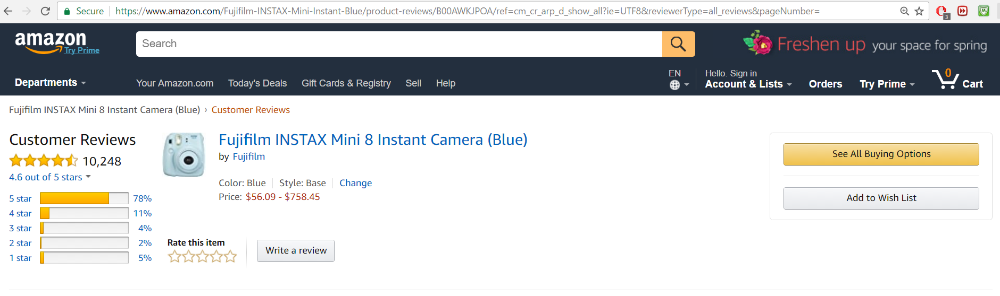 Secure https://www.amazon.com/Fujifilm-INSTAX-Mini-Instant-Blue/product-reviews/B00AWKJPOA/ref=cm_cr_arp_d_show_all?ie=UTF8&reviewerType=all_reviews&pageNumber=
3
amazon
Try Prime
Search
Freshen up your space for spring
Departments
Your Amazon.com Today's Deals Gift Cards & Registry Sell Help
EN
Hello. Sign in
Account & Lists
Orders
Try Prime
0
Cart
Fujifilm INSTAX Mini 8 Instant Camera (Blue) › Customer Reviews
Customer Reviews
10,248
4.6 out of 5 stars
5 star 78%
4 star 11%
3 star 4%
2 star 2%
1 star 5%
Fujifilm INSTAX Mini 8 Instant Camera (Blue)
by Fujifilm
Color: Blue Style: Base Change
Price: $56.09 - $758.45
Rate this item
Write a review
See All Buying Options
Add to Wish List